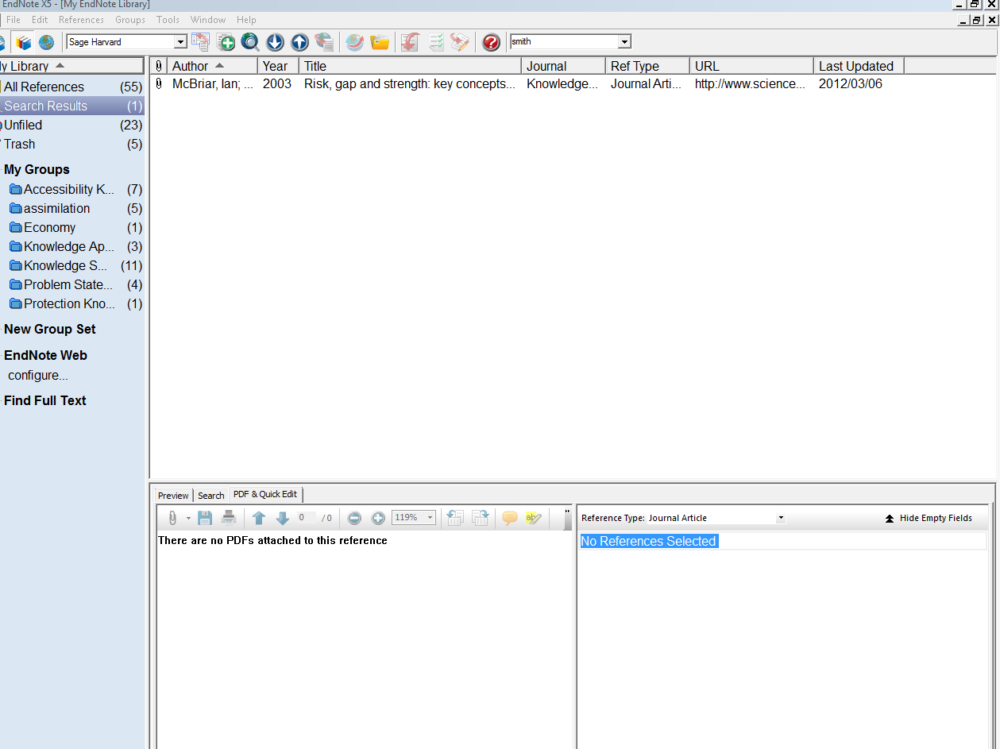 EndNote X5 - [My EndNote Library]
File Edit References Groups Tools Window Help
Sage Harvard smith
My Library Author Year Title Journal Ref Type URL Last Updated
All References (55)
McBriar, Ian; ... 2003 Risk, gap and strength: key concepts... Knowledge... Journal Arti... http://www.science... 2012/03/06
Search Results (1)
Unfiled (23)
Trash (5)
My Groups
Accessibility K... (7)
assimilation (5)
Economy (1)
Knowledge Ap... (3)
Knowledge S... (11)
Problem State... (4)
Protection Kno... (1)
New Group Set
EndNote Web
configure...
Find Full Text
Preview Search PDF & Quick Edit
0 / 0 119% ab
Reference Type: Journal Article Hide Empty Fields
There are no PDFs attached to this reference
No References Selected